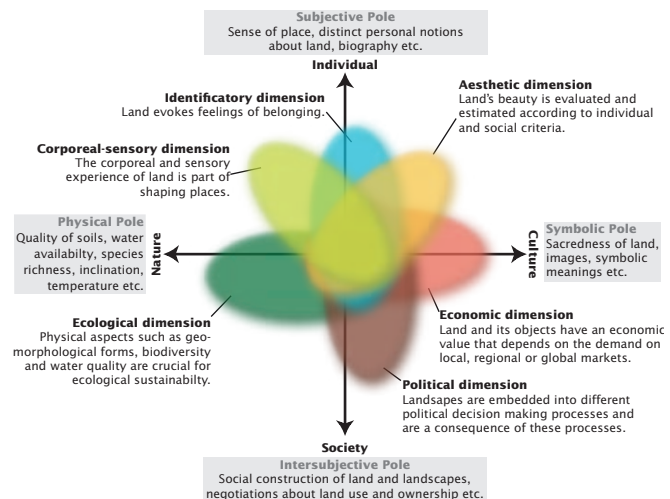 Subjective Pole
Sense of place, distinct personal notions
about land, biography etc.
Individual
Identificatory dimension
Land evokes feelings of belonging.
Aesthetic dimension
Land's beauty is evaluated and
estimated according to individual
and social criteria.
Corporeal-sensory dimension
The corporeal and sensory
experience of land is part of
shaping places.
Physical Pole
Quality of soils, water
availabilty, species
richness, inclination,
temperature etc.
Nature
Culture
Symbolic Pole
Sacredness of land,
images, symbolic
meanings etc.
Ecological dimension
Physical aspects such as geo-
morphological forms, biodiversity
and water quality are crucial for
ecological sustainabilty.
Economic dimension
Land and its objects have an economic
value that depends on the demand on
local, regional or global markets.
Political dimension
Landsapes are embedded into different
political decision making processes and
are a consequence of these processes.
Society
Intersubjective Pole
Social construction of land and landscapes,
negotiations about land use and ownership etc.